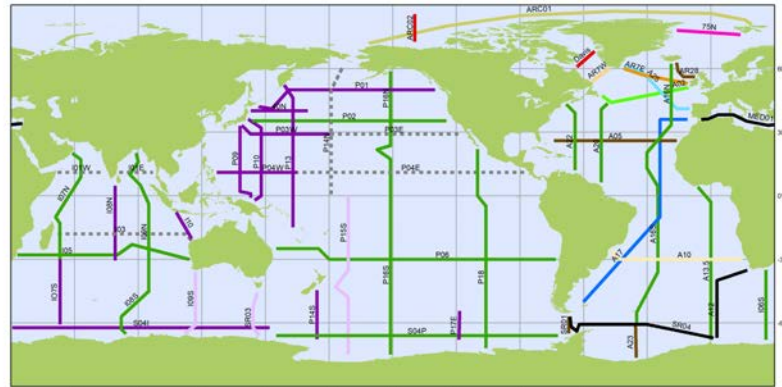 ARC01
ARC02
75N
Davis
AR7W
AR7E
A25
AR28
A02
A16N
P01
P16N
P02
P03W
P03E
P14N
P09
P10
P13
P04W
P04E
A22
A20
A05
MED01
I01W
I01E
I07N
I08N
I09N
I10
I03
I05
P15S
P06
A16S
A17
A10
A13.5
I07S
I08S
I09S
SR03
P14S
P16S
P18
P17E
SR01
SR04
A12
I06S
A23
S04I
S04P